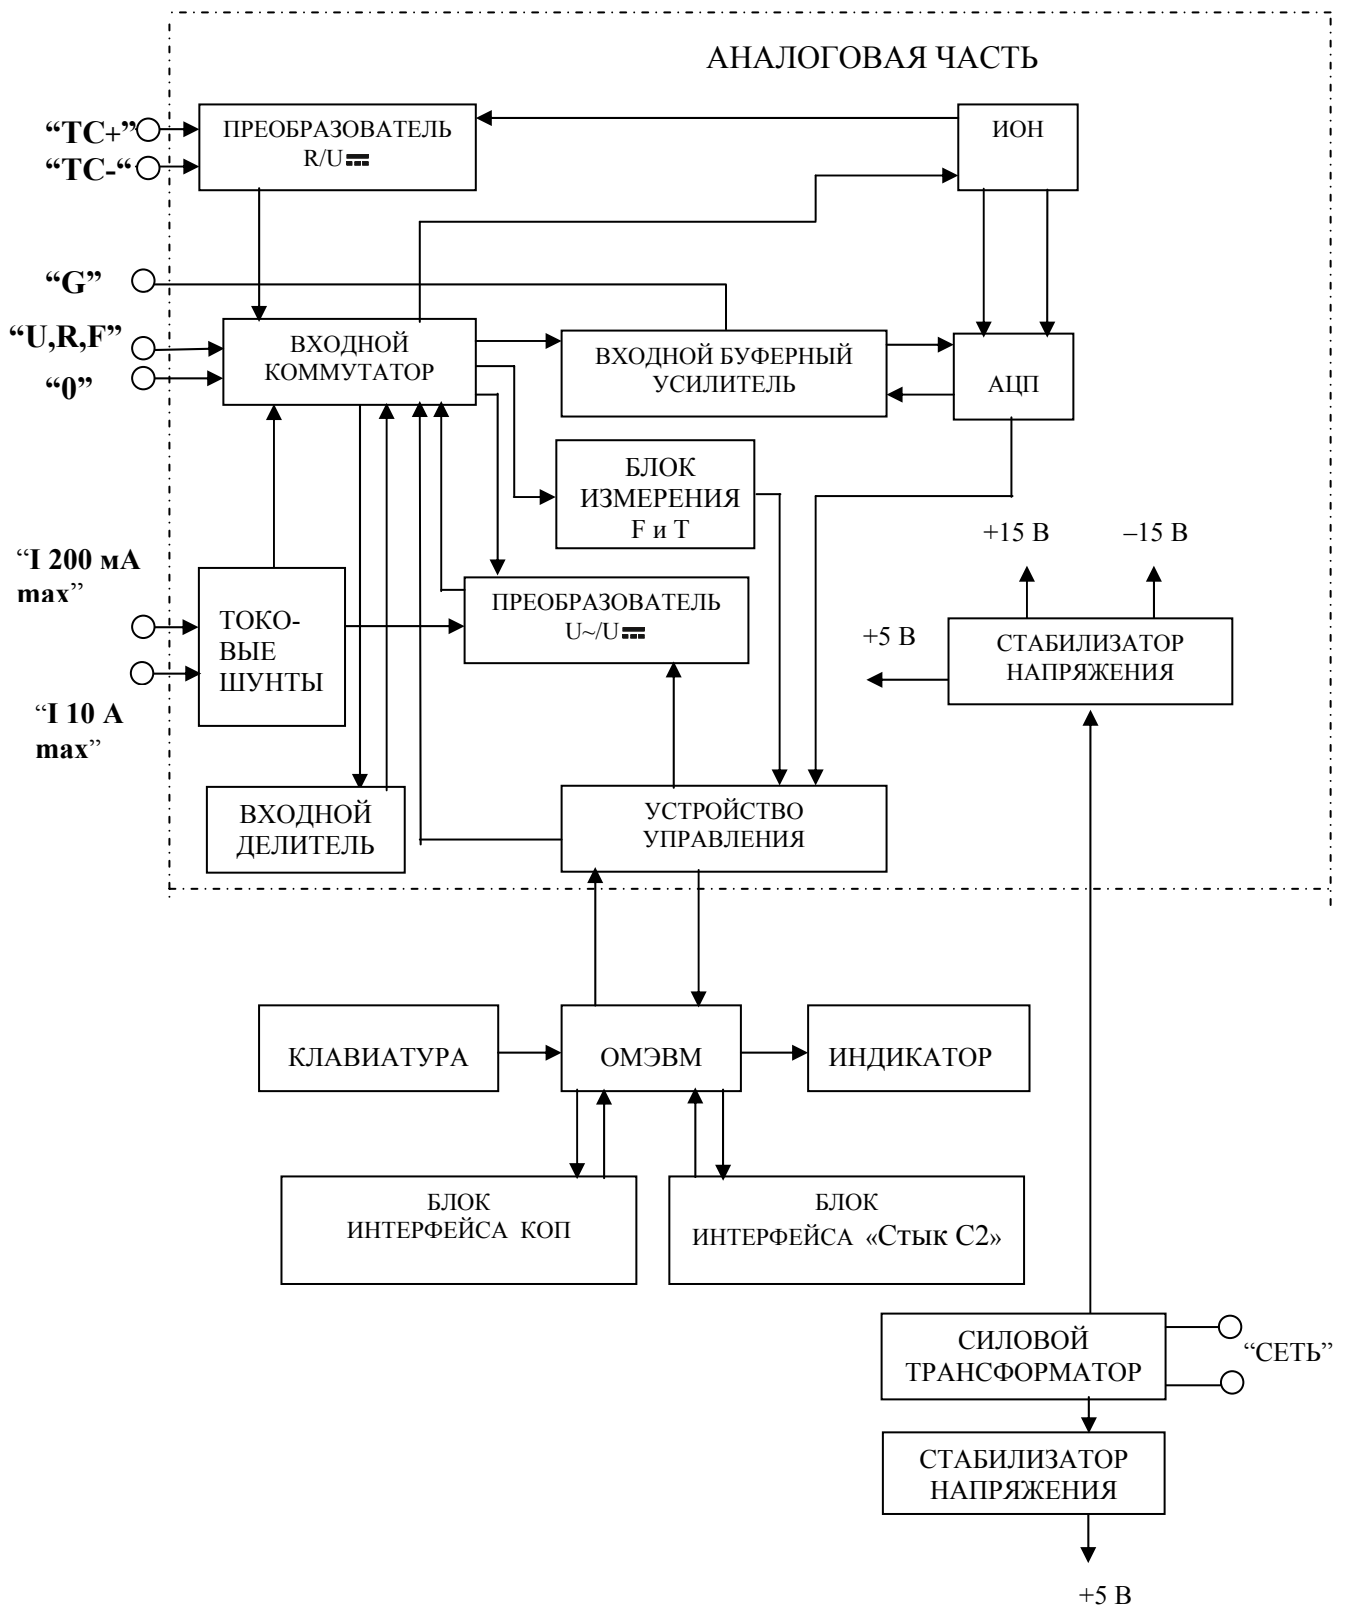 АНАЛОГОВАЯ ЧАСТЬ
“TC+”
“TC-“
ПРЕОБРАЗОВАТЕЛЬ
R/U
ИОН
“G”
“U,R,F”
“0”
ВХОДНОЙ
КОММУТАТОР
ВХОДНОЙ БУФЕРНЫЙ
УСИЛИТЕЛЬ
АЦП
БЛОК
ИЗМЕРЕНИЯ
F и T
+15 В
–15 В
“I 200 мА
max”
ТОКО-
ВЫЕ
ШУНТЫ
ПРЕОБРАЗОВАТЕЛЬ
U~/U
+5 В
СТАБИЛИЗАТОР
НАПРЯЖЕНИЯ
“I 10 А
max”
ВХОДНОЙ
ДЕЛИТЕЛЬ
УСТРОЙСТВО
УПРАВЛЕНИЯ
КЛАВИАТУРА
ОМЭВМ
ИНДИКАТОР
БЛОК
ИНТЕРФЕЙСА КОП
БЛОК
ИНТЕРФЕЙСА «Стык С2»
СИЛОВОЙ
ТРАНСФОРМАТОР
“СЕТЬ”
СТАБИЛИЗАТОР
НАПРЯЖЕНИЯ
+5 В